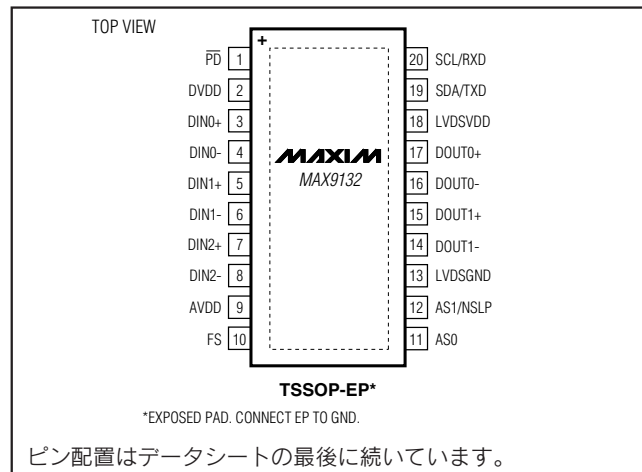 TOP VIEW
+
PD 1
DVDD 2
DIN0+ 3
DIN0- 4
DIN1+ 5
DIN1- 6
DIN2+ 7
DIN2- 8
AVDD 9
FS 10
MAXIM
MAX9132
20 SCL/RXD
19 SDA/TXD
18 LVDSVDD
17 DOUT0+
16 DOUT0-
15 DOUT1+
14 DOUT1-
13 LVDSGND
12 AS1/NSLP
11 AS0
TSSOP-EP*
*EXPOSED PAD. CONNECT EP TO GND.
ピン配置はデータシートの最後に続いています。